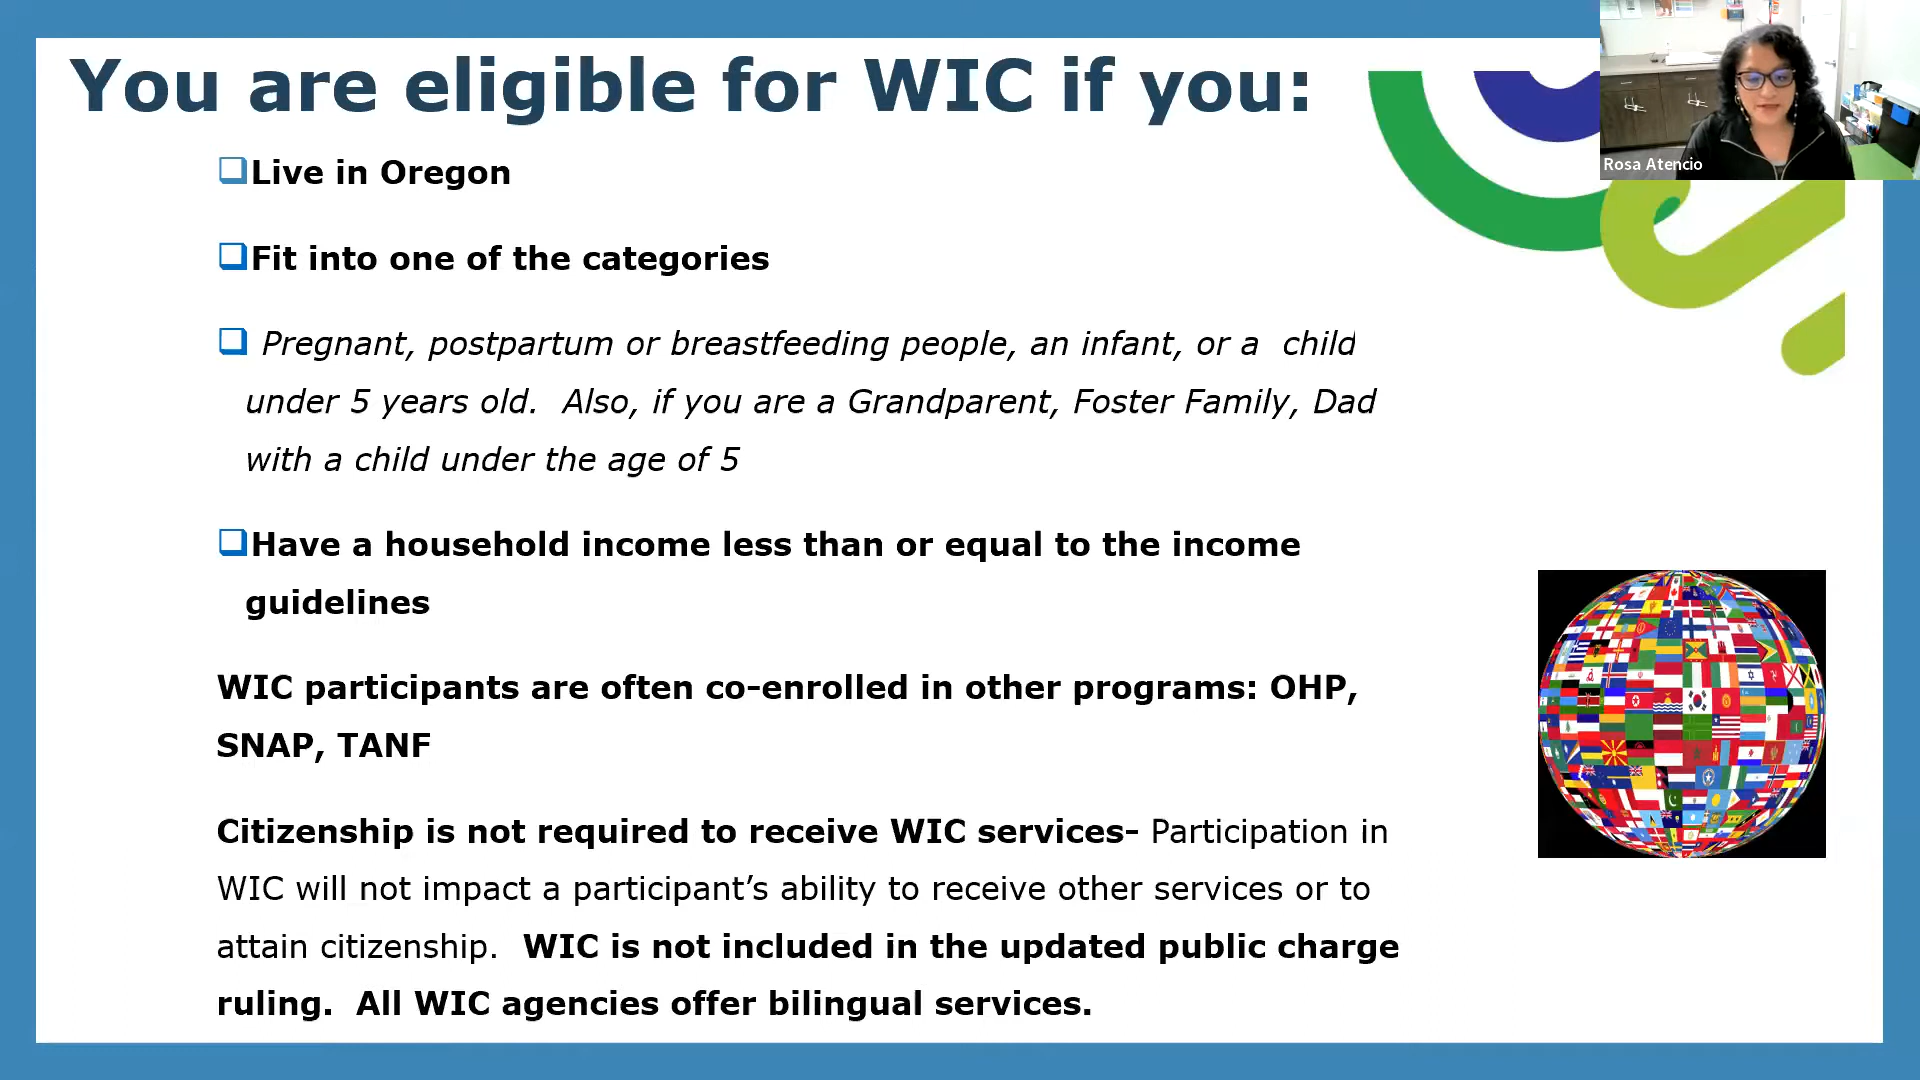 You are eligible for WIC if you:
Rosa Atencio
Live in Oregon
Fit into one of the categories
Pregnant, postpartum or breastfeeding people, an infant, or a child
under 5 years old. Also, if you are a Grandparent, Foster Family, Dad
with a child under the age of 5
Have a household income less than or equal to the income
guidelines
WIC participants are often co-enrolled in other programs: OHP,
SNAP, TANF
Citizenship is not required to receive WIC services- Participation in
WIC will not impact a participant’s ability to receive other services or to
attain citizenship. WIC is not included in the updated public charge
ruling. All WIC agencies offer bilingual services.